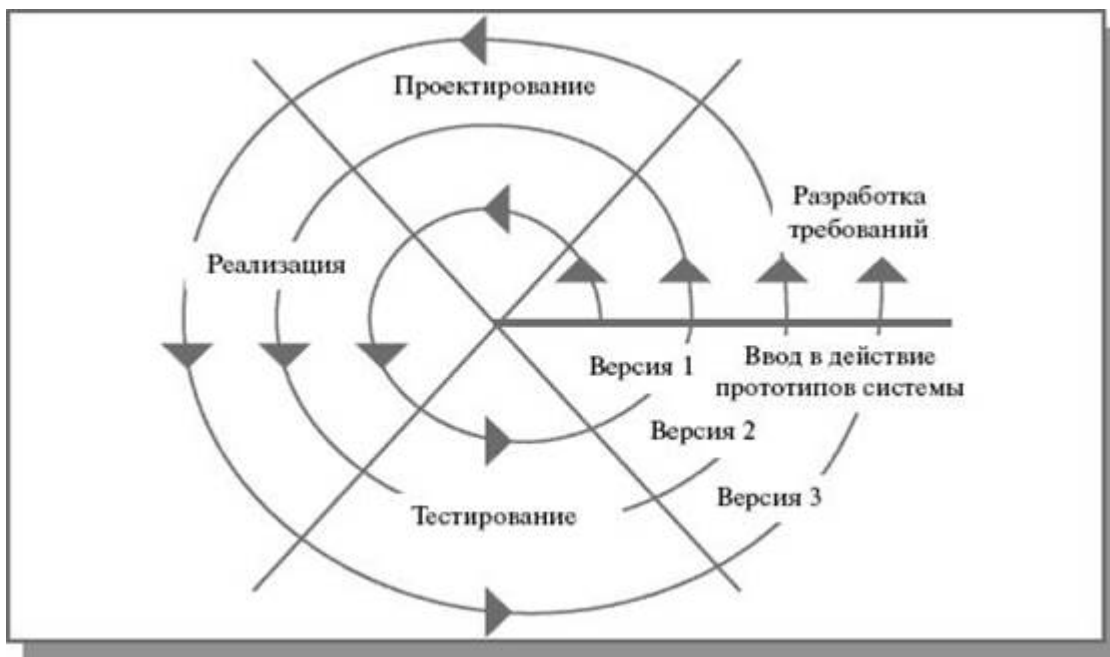 Проектирование
Разработка
требований
Реализация
Версия 1
Ввод в действие
прототипов системы
Версия 2
Версия 3
Тестирование